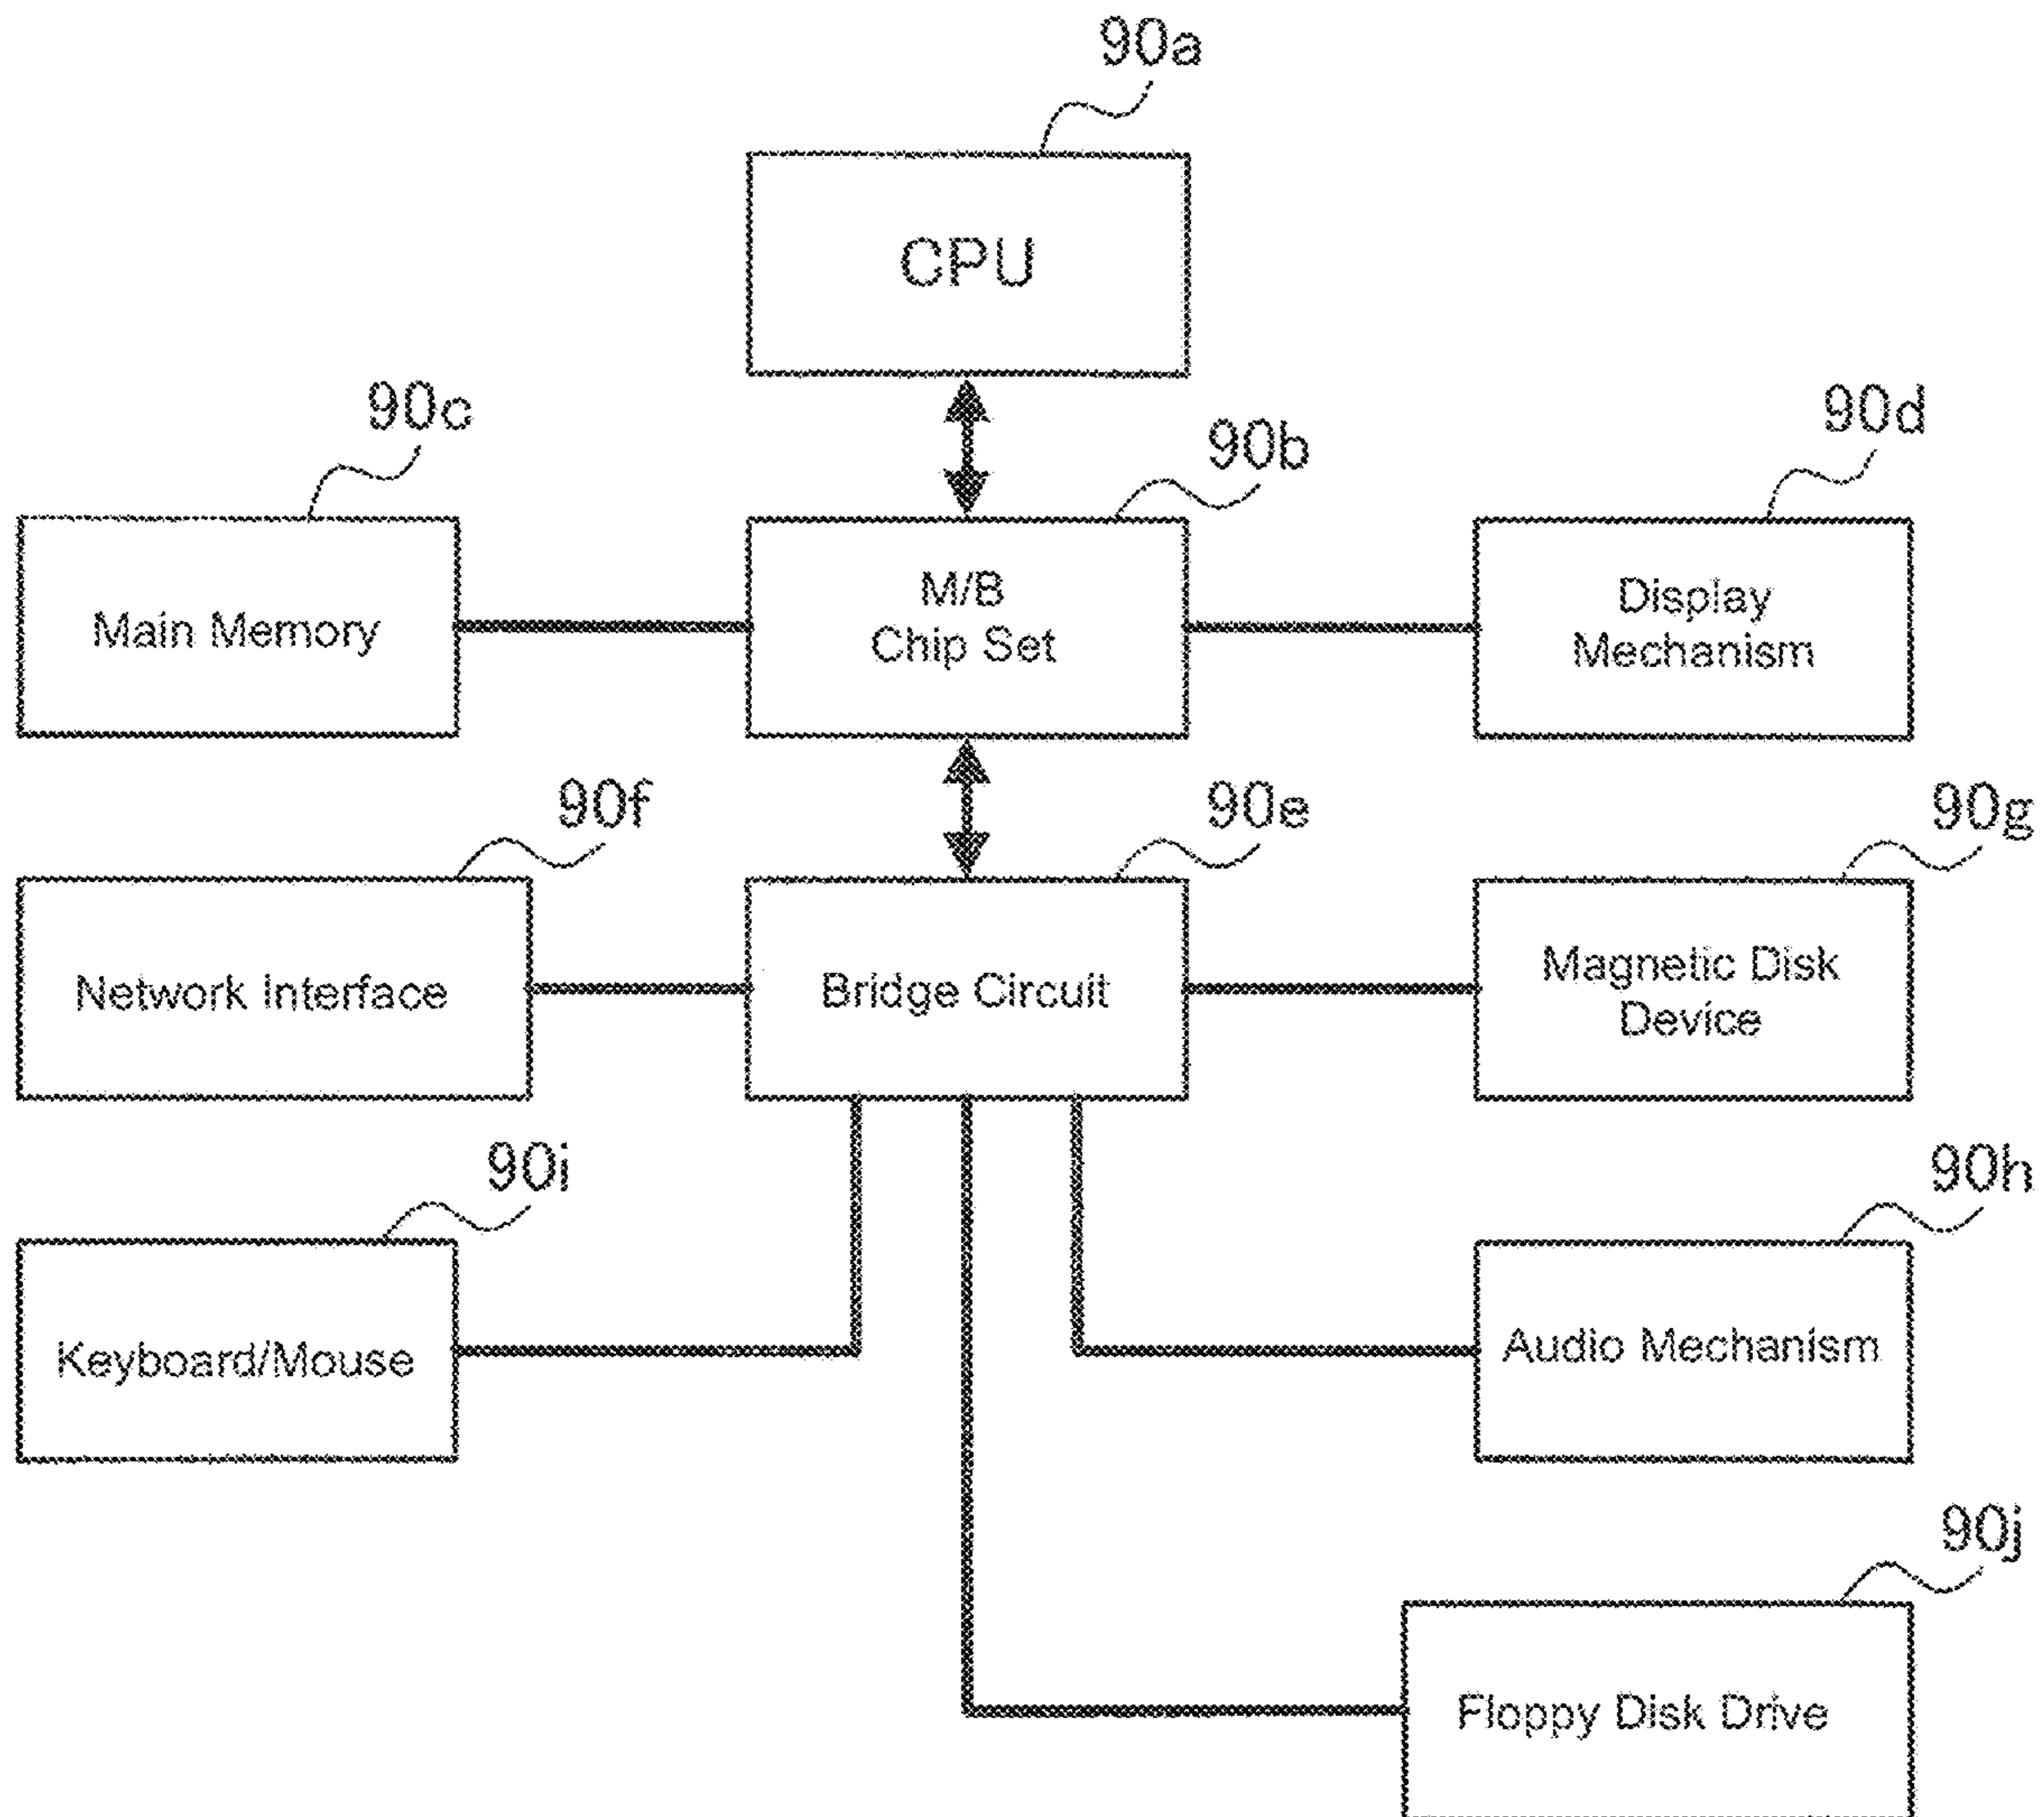 90a
CPU
90c
90b
90d
Main Memory
M/B
Chip Set
Display
Mechanism
90f
90e
90g
Network Interface
Bridge Circuit
Magnetic Disk
Device
90i
90h
Keyboard/Mouse
Audio Mechanism
90j
Floppy Disk Drive